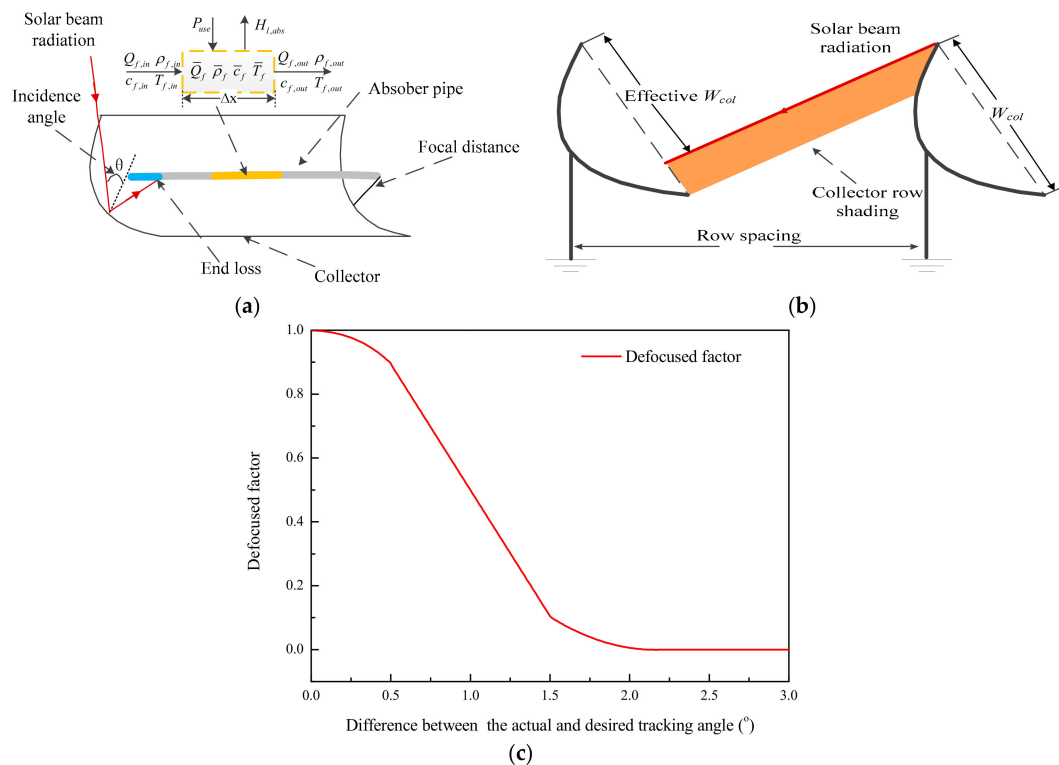 Solar beam
radiation
P_use
H_l,abs
Q_f,in ρ_f,in
c_f,in T_f,in
Q̄_f ρ̄_f c̄_f T̄_f
Q_f,out ρ_f,out
c_f,out T_f,out
Δx
Incidence
angle
θ
Absober pipe
Focal distance
End loss
Collector
(a)
Solar beam
radiation
Effective W_col
W_col
Collector row
shading
Row spacing
(b)
Defocused factor
1.0
0.8
0.6
0.4
0.2
0.0
Defocused factor
0.0 0.5 1.0 1.5 2.0 2.5 3.0
Difference between the actual and desired tracking angle (°)
(c)